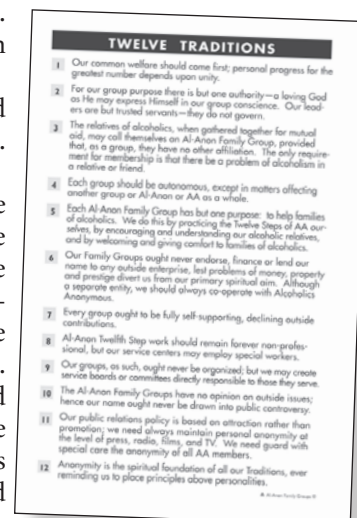 TWELVE TRADITIONS
1 Our common welfare should come first; personal progress for the
greatest number depends upon unity.
2 For our group purpose there is but one authority—a loving God
as He may express Himself in our group conscience. Our lead-
ers are but trusted servants—they do not govern.
3 The relatives of alcoholics, when gathered together for mutual
aid, may call themselves an Al-Anon Family Group, provided
that, as a group, they have no other affiliation. The only require-
ment for membership is that there be a problem of alcoholism in
a relative or friend.
4 Each group should be autonomous, except in matters affecting
another group or Al-Anon or AA as a whole.
5 Each Al-Anon Family Group has but one purpose: to help families
of alcoholics. We do this by practicing the Twelve Steps of AA our-
selves, by encouraging and understanding our alcoholic relatives,
and by welcoming and giving comfort to families of alcoholics.
6 Our Family Groups ought never endorse, finance or lend our
name to any outside enterprise, lest problems of money, property
and prestige divert us from our primary spiritual aim. Although
a separate entity, we should always co-operate with Alcoholics
Anonymous.
7 Every group ought to be fully self-supporting, declining outside
contributions.
8 Al-Anon Twelfth Step work should remain forever non-profes-
sional, but our service centers may employ special workers.
9 Our groups, as such, ought never be organized; but we may create
service boards or committees directly responsible to those they serve.
10 The Al-Anon Family Groups have no opinion on outside issues;
hence our name ought never be drawn into public controversy.
11 Our public relations policy is based on attraction rather than
promotion; we need always maintain personal anonymity at
the level of press, radio, films, and TV. We need guard with
special care the anonymity of all AA members.
12 Anonymity is the spiritual foundation of all our Traditions, ever
reminding us to place principles above personalities.
Al-Anon Family Groups